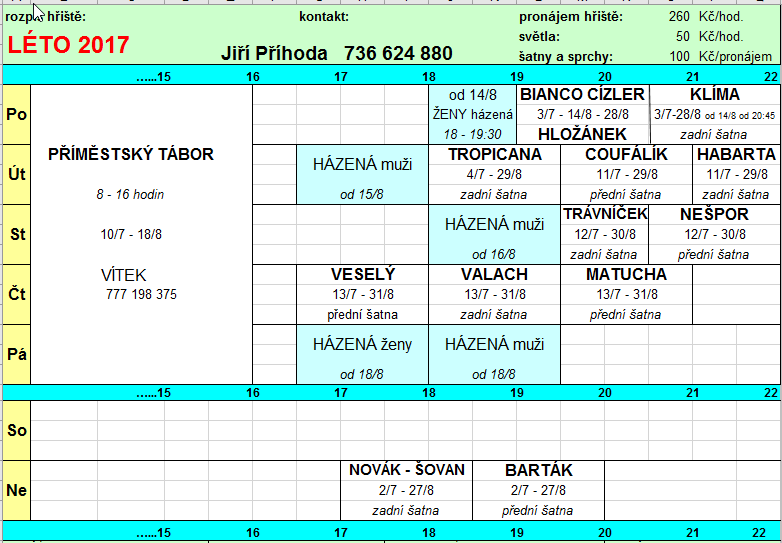 rozpis hřiště: kontakt: pronájem hřiště: 260 Kč/hod.
LÉTO 2017 světla: 50 Kč/hod.
Jiří Příhoda 736 624 880 šatny a sprchy: 100 Kč/pronájem
…...15 16 17 18 19 20 21 22
Po
od 14/8
ŽENY házená
18 - 19:30
BIANCO CÍZLER
3/7 - 14/8 - 28/8
HLOŽÁNEK
KLÍMA
3/7-28/8 od 14/8 od 20:45
zadní šatna
PŘÍMĚSTSKÝ TÁBOR
8 - 16 hodin
10/7 - 18/8
VÍTEK
777 198 375
Út
HÁZENÁ muži
od 15/8
TROPICANA
4/7 - 29/8
zadní šatna
COUFALÍK
11/7 - 29/8
přední šatna
HABARTA
11/7 - 29/8
zadní šatna
St
HÁZENÁ muži
od 16/8
TRÁVNÍČEK
12/7 - 30/8
zadní šatna
NEŠPOR
12/7 - 30/8
přední šatna
Čt
VESELÝ
13/7 - 31/8
přední šatna
VALACH
13/7 - 31/8
zadní šatna
MATUCHA
13/7 - 31/8
přední šatna
Pá
HÁZENÁ ženy
od 18/8
HÁZENÁ muži
od 18/8
…...15 16 17 18 19 20 21 22
So
Ne
NOVÁK - ŠOVAN
2/7 - 27/8
zadní šatna
BARTÁK
2/7 - 27/8
přední šatna
…...15 16 17 18 19 20 21 22